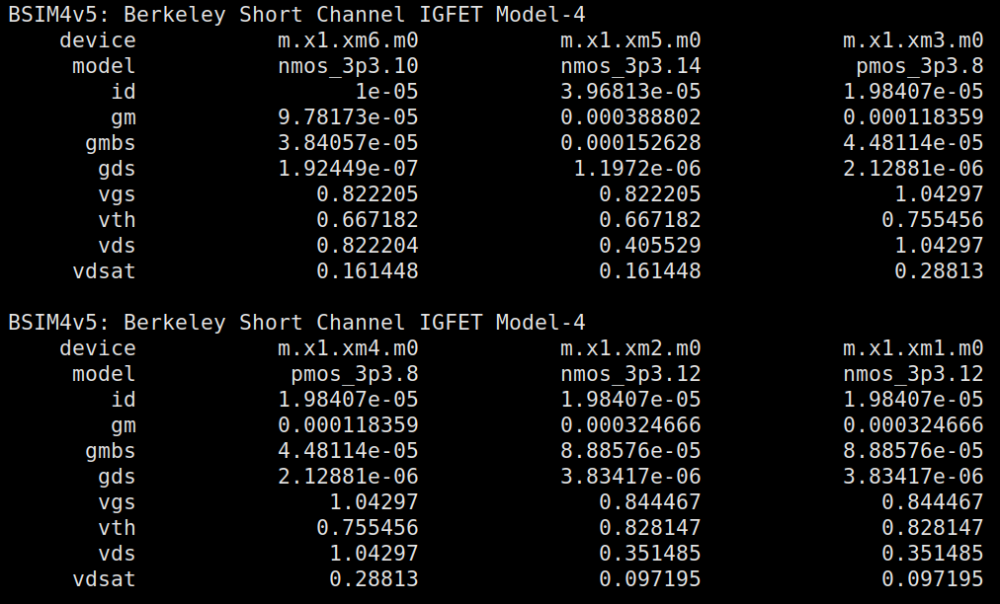 BSIM4v5: Berkeley Short Channel IGFET Model-4
device m.x1.xm6.m0 m.x1.xm5.m0 m.x1.xm3.m0
model nmos_3p3.10 nmos_3p3.14 pmos_3p3.8
id 1e-05 3.96813e-05 1.98407e-05
gm 9.78173e-05 0.000388802 0.000118359
gmbs 3.84057e-05 0.000152628 4.48114e-05
gds 1.92449e-07 1.1972e-06 2.12881e-06
vgs 0.822205 0.822205 1.04297
vth 0.667182 0.667182 0.755456
vds 0.822204 0.405529 1.04297
vdsat 0.161448 0.161448 0.28813
BSIM4v5: Berkeley Short Channel IGFET Model-4
device m.x1.xm4.m0 m.x1.xm2.m0 m.x1.xm1.m0
model pmos_3p3.8 nmos_3p3.12 nmos_3p3.12
id 1.98407e-05 1.98407e-05 1.98407e-05
gm 0.000118359 0.000324666 0.000324666
gmbs 4.48114e-05 8.88576e-05 8.88576e-05
gds 2.12881e-06 3.83417e-06 3.83417e-06
vgs 1.04297 0.844467 0.844467
vth 0.755456 0.828147 0.828147
vds 1.04297 0.351485 0.351485
vdsat 0.28813 0.097195 0.097195